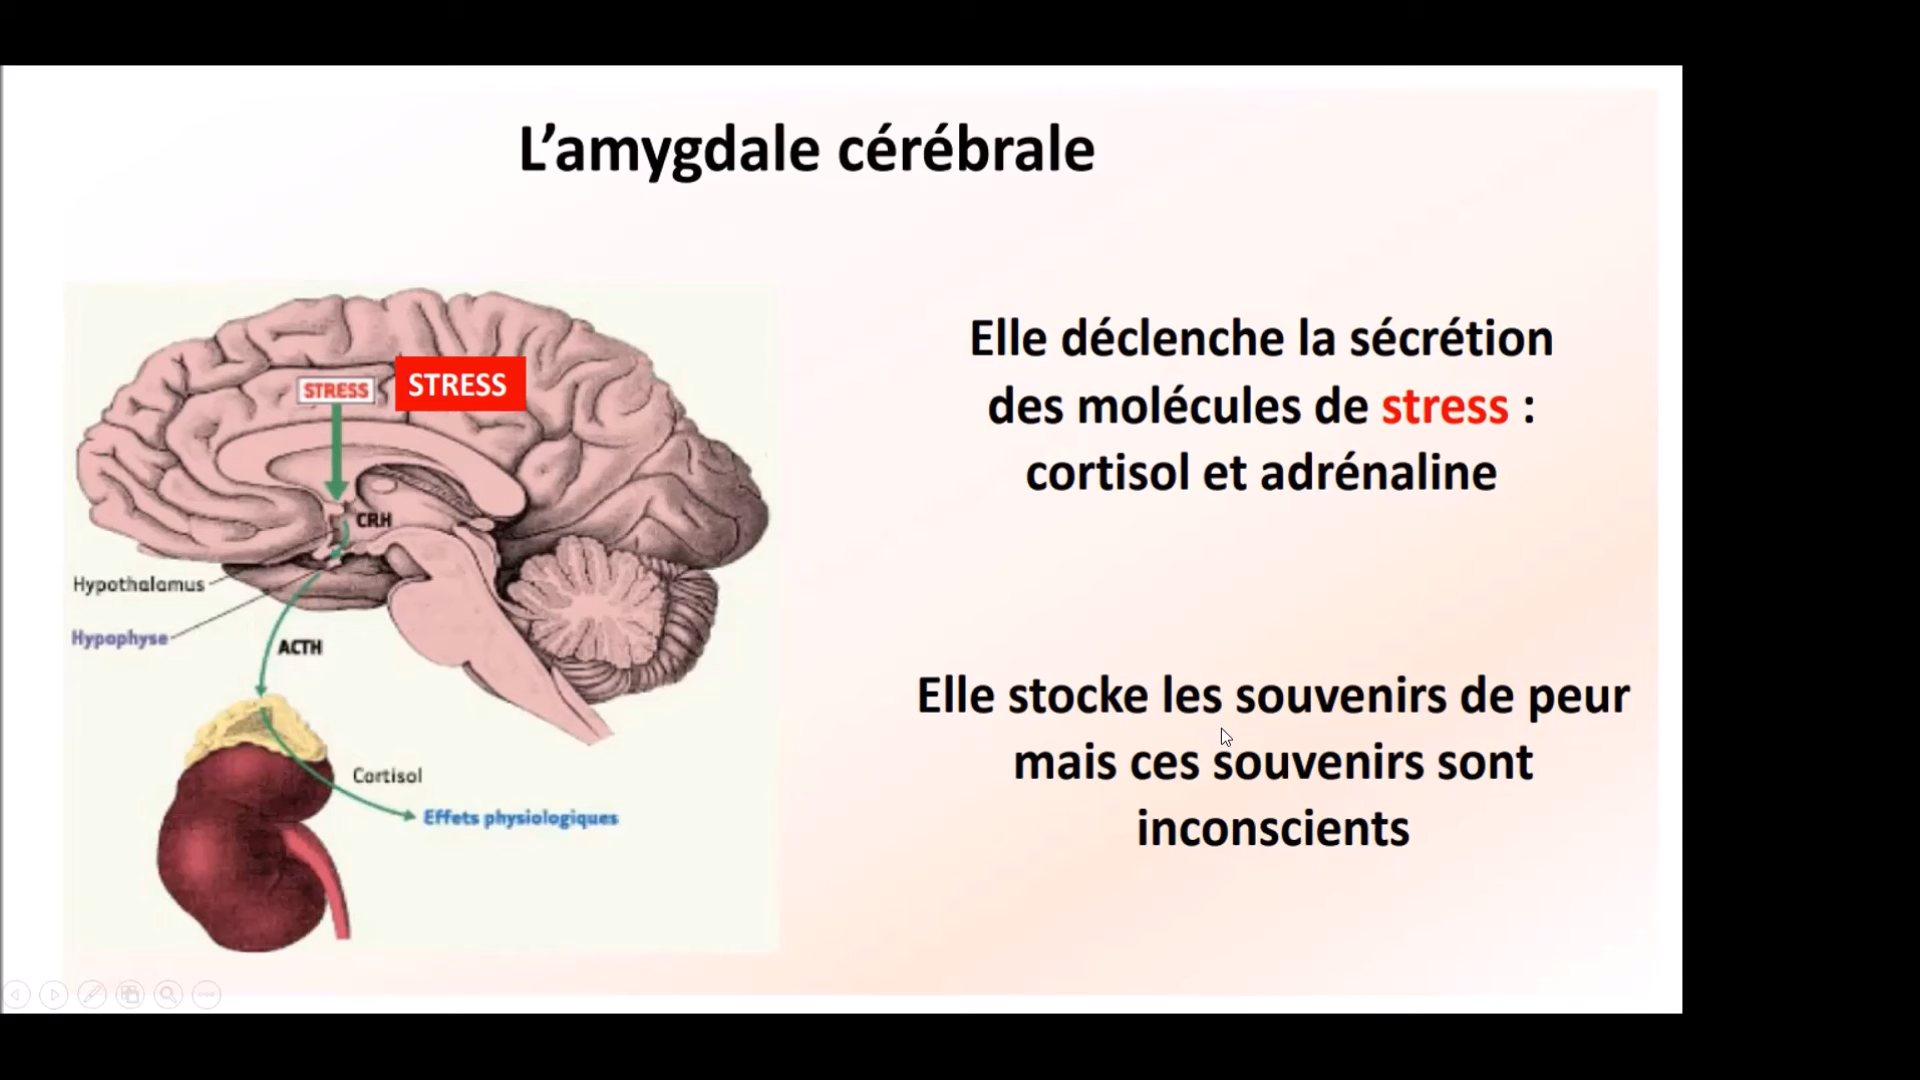 L’amygdale cérébrale
STRESS
STRESS
CRH
Hypothalamus
Hypophyse
ACTH
Cortisol
Effets physiologiques
Elle déclenche la sécrétion
des molécules de stress :
cortisol et adrénaline
Elle stocke les souvenirs de peur
mais ces souvenirs sont
inconscients